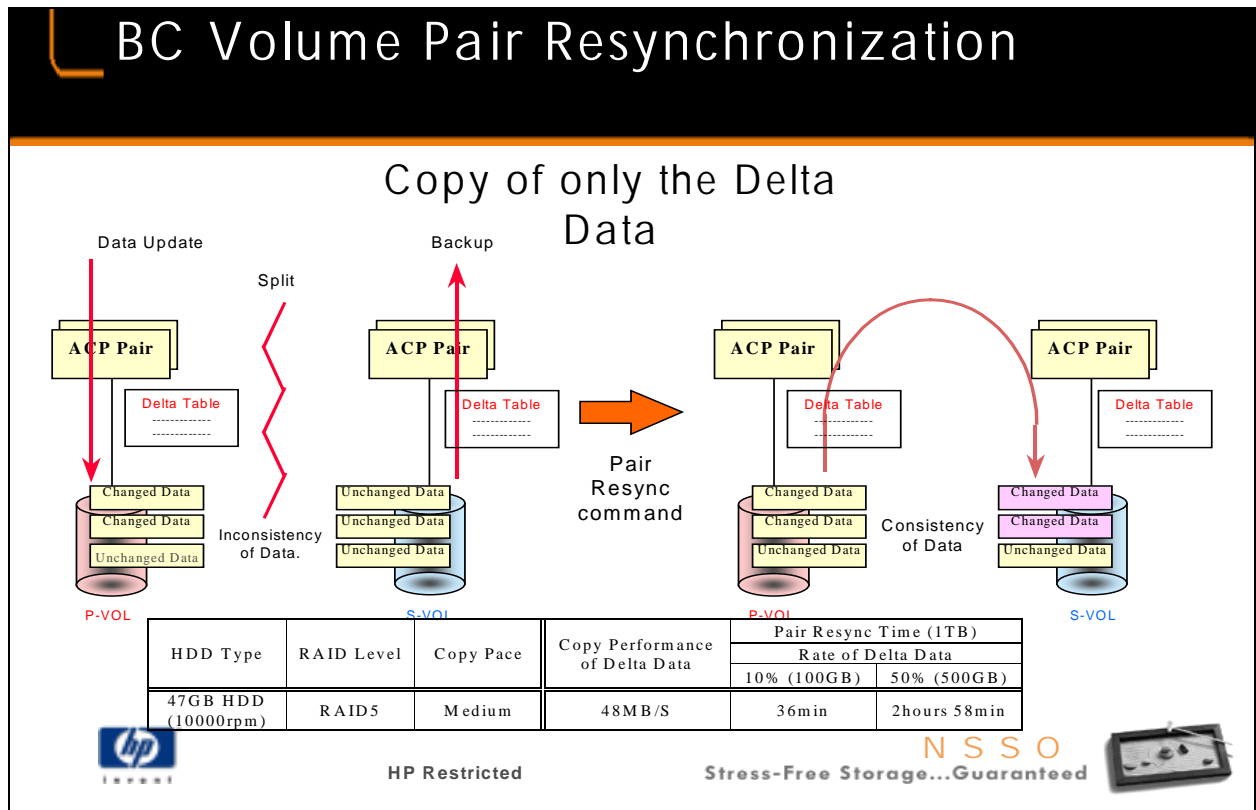 BC Volume Pair Resynchronization
Copy of only the Delta
Data
Data Update
Split
Backup
ACP Pair
ACP Pair
ACP Pair
ACP Pair
Delta Table
-------------
-------------
Delta Table
-------------
-------------
Delta Table
-------------
-------------
Delta Table
-------------
-------------
Pair
Resync
command
Changed Data
Changed Data
Unchanged Data
Inconsistency
of Data.
Unchanged Data
Unchanged Data
Unchanged Data
Changed Data
Changed Data
Unchanged Data
Consistency
of Data
Changed Data
Changed Data
Unchanged Data
P-VOL
S-VOL
P-VOL
S-VOL
HDD Type
RAID Level
Copy Pace
Copy Performance
of Delta Data
Pair Resync Time (1TB)
Rate of Delta Data
10% (100GB)
50% (500GB)
47GB HDD
(10000rpm)
RAID5
Medium
48MB/S
36min
2hours 58min
hp
invent
HP Restricted
NSSO
Stress-Free Storage...Guaranteed